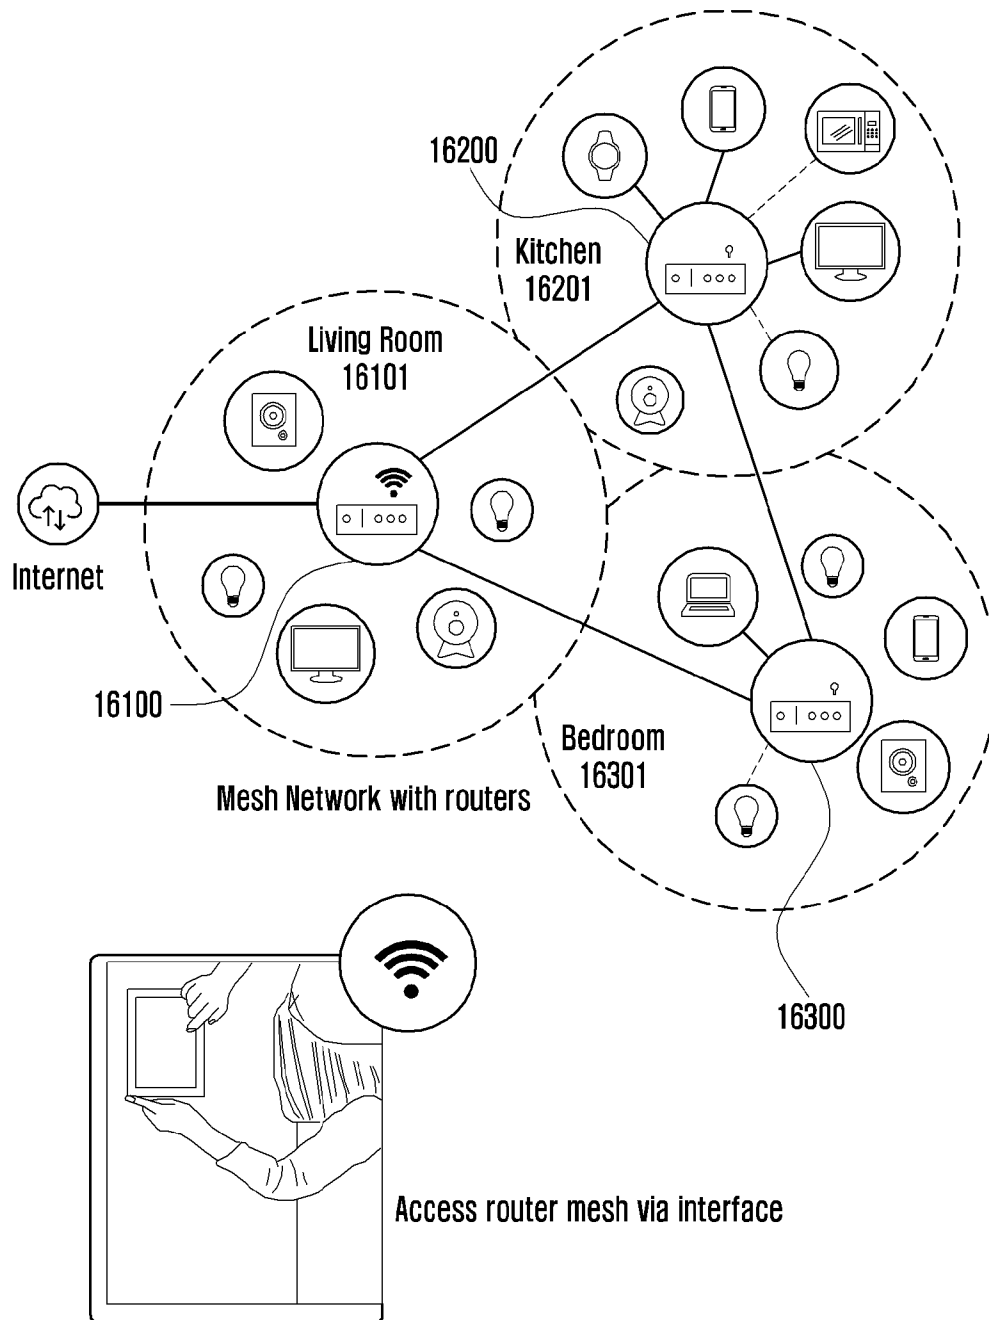 16200
Kitchen
16201
Living Room
16101
Internet
16100
Bedroom
16301
Mesh Network with routers
16300
Access router mesh via interface